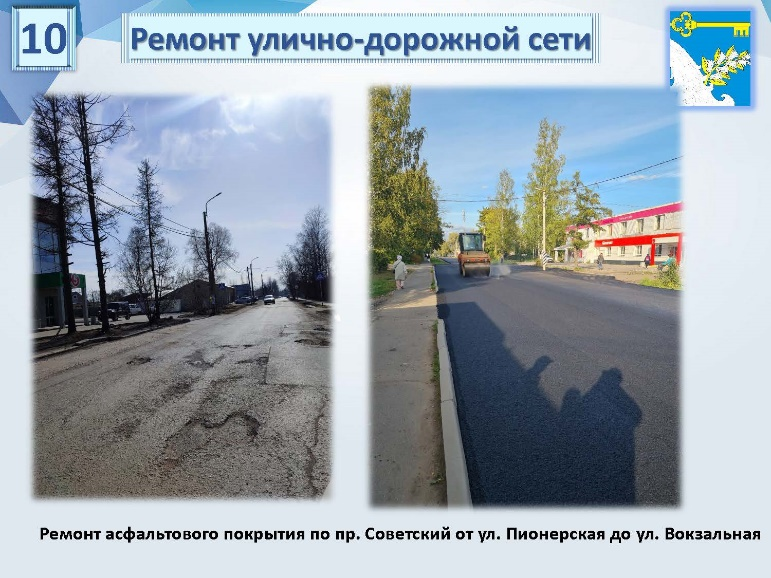 10
Ремонт улично-дорожной сети
Ремонт асфальтового покрытия по пр. Советский от ул. Пионерская до ул. Вокзальная